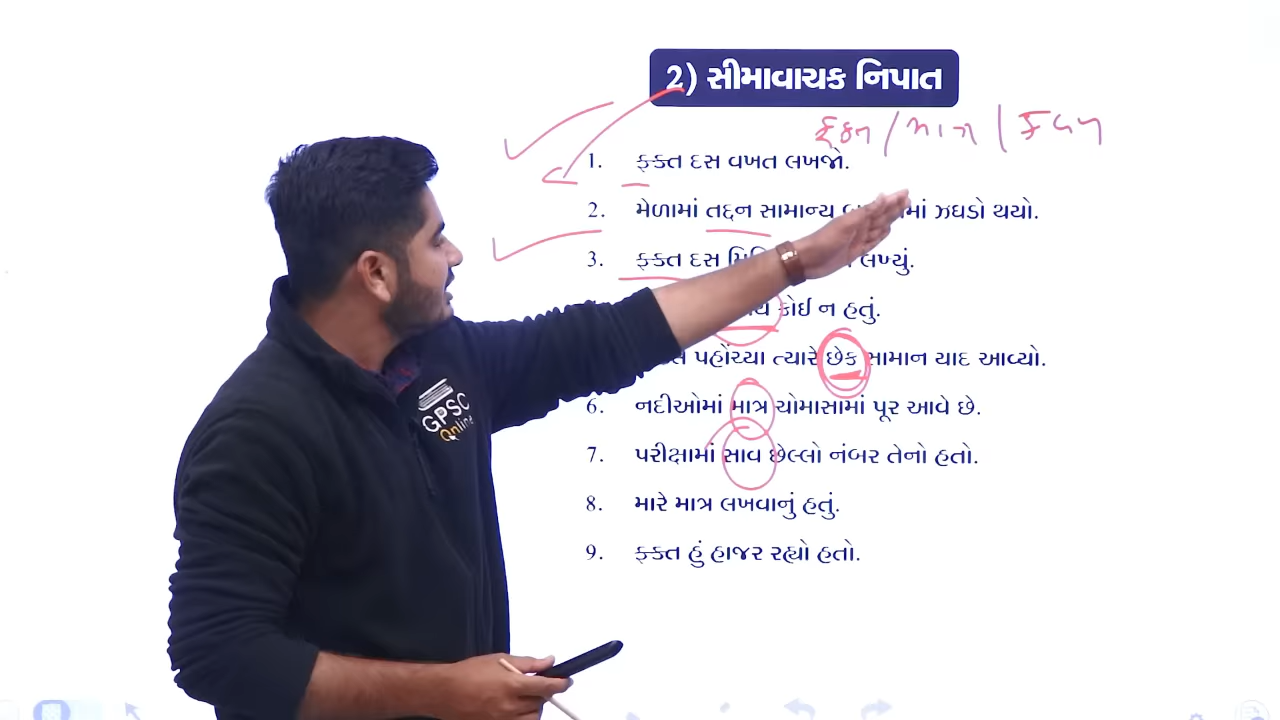 2) સીમાવાચક નિપાત
ફક્ત / માત્ર / કેવળ
1. ફક્ત દસ વખત લખજો.
2. મેળામાં તદ્દન સામાન્ય ઝઘડો થયો.
3. ફક્ત દસ લખ્યું.
કોઈ ન હતું.
પહોંચ્યા ત્યારે છેક સામાન યાદ આવ્યો.
6. નદીઓમાં માત્ર ચોમાસામાં પૂર આવે છે.
7. પરીક્ષામાં સાવ છેલ્લો નંબર તેનો હતો.
8. મારે માત્ર લખવાનું હતું.
9. ફક્ત હું હાજર રહ્યો હતો.
GPSC
Online